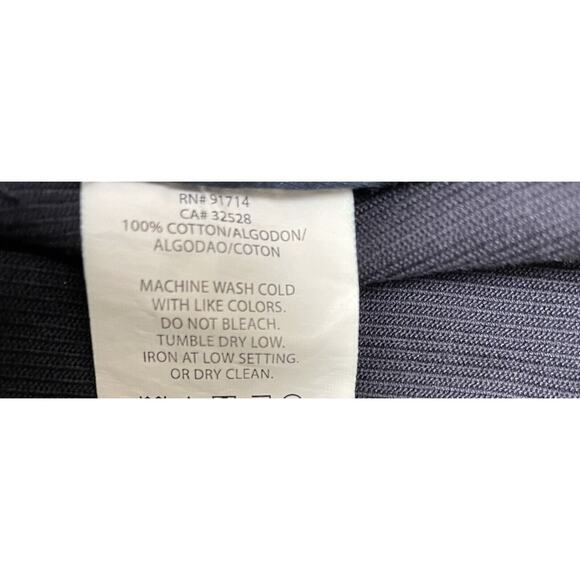 RN# 91714
CA# 32528
100% COTTON/ALGODON/
ALGODAO/COTON
MACHINE WASH COLD
WITH LIKE COLORS.
DO NOT BLEACH.
TUMBLE DRY LOW.
IRON AT LOW SETTING.
OR DRY CLEAN.